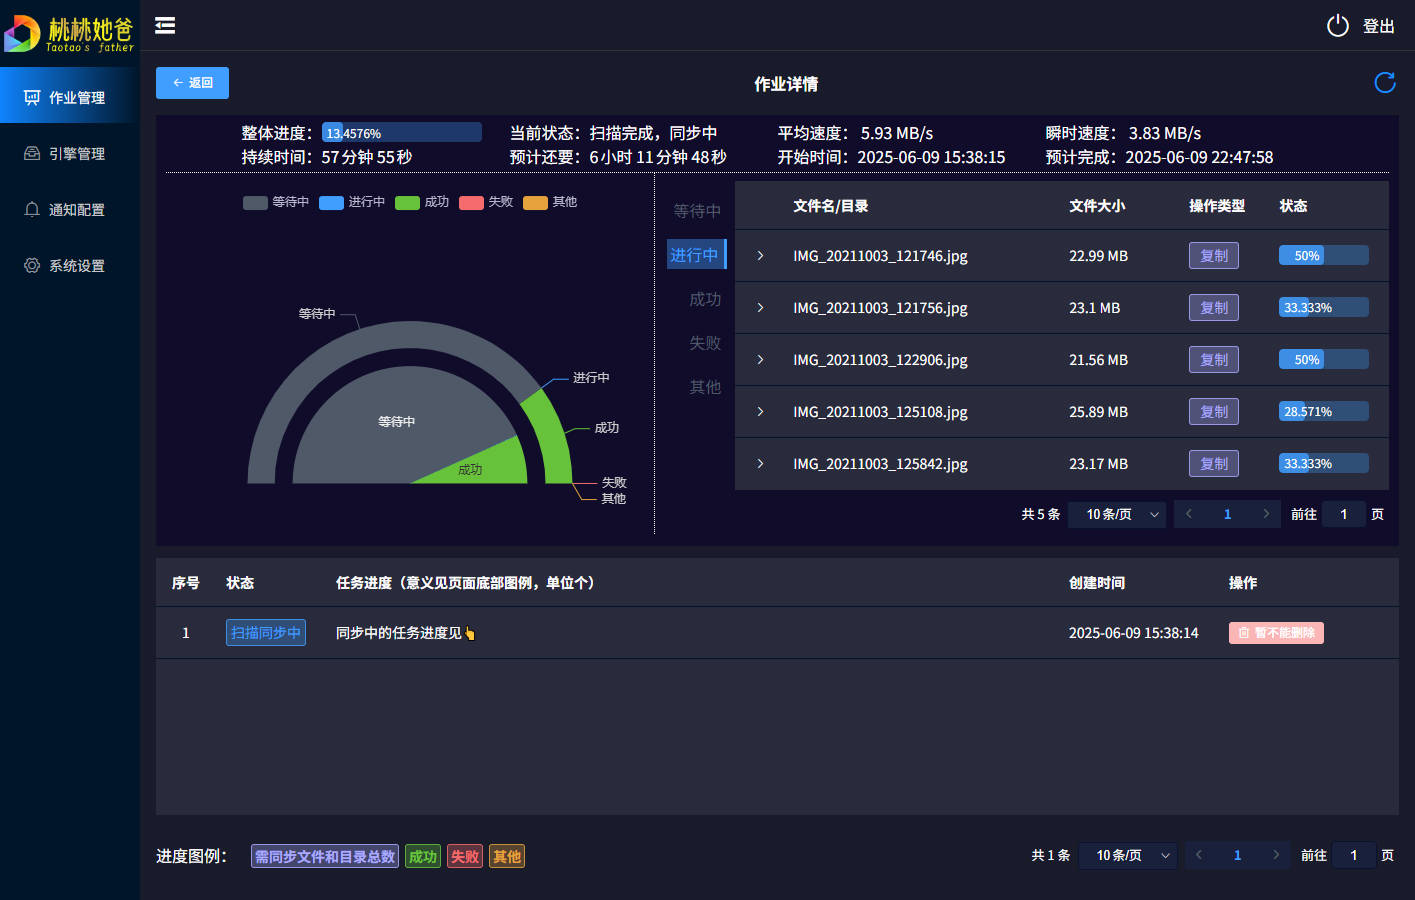 桃桃她爸
Taotao's father
登出
作业管理
引擎管理
通知配置
系统设置
返回
作业详情
整体进度： 13.4576%
当前状态： 扫描完成，同步中
平均速度： 5.93 MB/s
瞬时速度： 3.83 MB/s
持续时间： 57分钟55秒
预计还要： 6小时11分钟48秒
开始时间： 2025-06-09 15:38:15
预计完成： 2025-06-09 22:47:58
等待中 进行中 成功 失败 其他
等待中
进行中
成功
失败
其他
等待中
成功
等待中
进行中
成功
失败
其他
文件名/目录 文件大小 操作类型 状态
IMG_20211003_121746.jpg 22.99 MB 复制 50%
IMG_20211003_121756.jpg 23.1 MB 复制 33.333%
IMG_20211003_122906.jpg 21.56 MB 复制 50%
IMG_20211003_125108.jpg 25.89 MB 复制 28.571%
IMG_20211003_125842.jpg 23.17 MB 复制 33.333%
共 5 条 10条/页 1 前往 1 页
序号 状态 任务进度（意义见页面底部图例，单位个） 创建时间 操作
1 扫描同步中 同步中的任务进度见👆 2025-06-09 15:38:14 暂不能删除
进度图例： 需同步文件和目录总数 成功 失败 其他
共 1 条 10条/页 1 前往 1 页